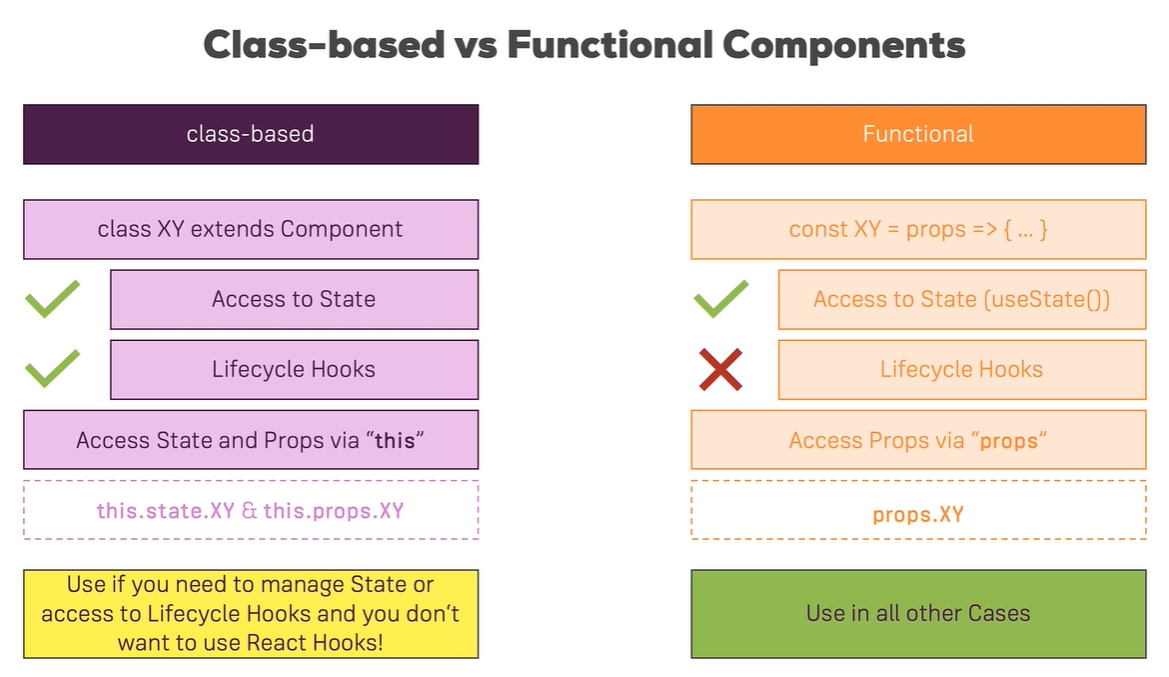 Class-based vs Functional Components
class-based
Functional
class XY extends Component
const XY = props => { ... }
Access to State
Access to State (useState())
Lifecycle Hooks
Lifecycle Hooks
Access State and Props via “this”
Access Props via “props”
this.state.XY & this.props.XY
props.XY
Use if you need to manage State or
access to Lifecycle Hooks and you don’t
want to use React Hooks!
Use in all other Cases